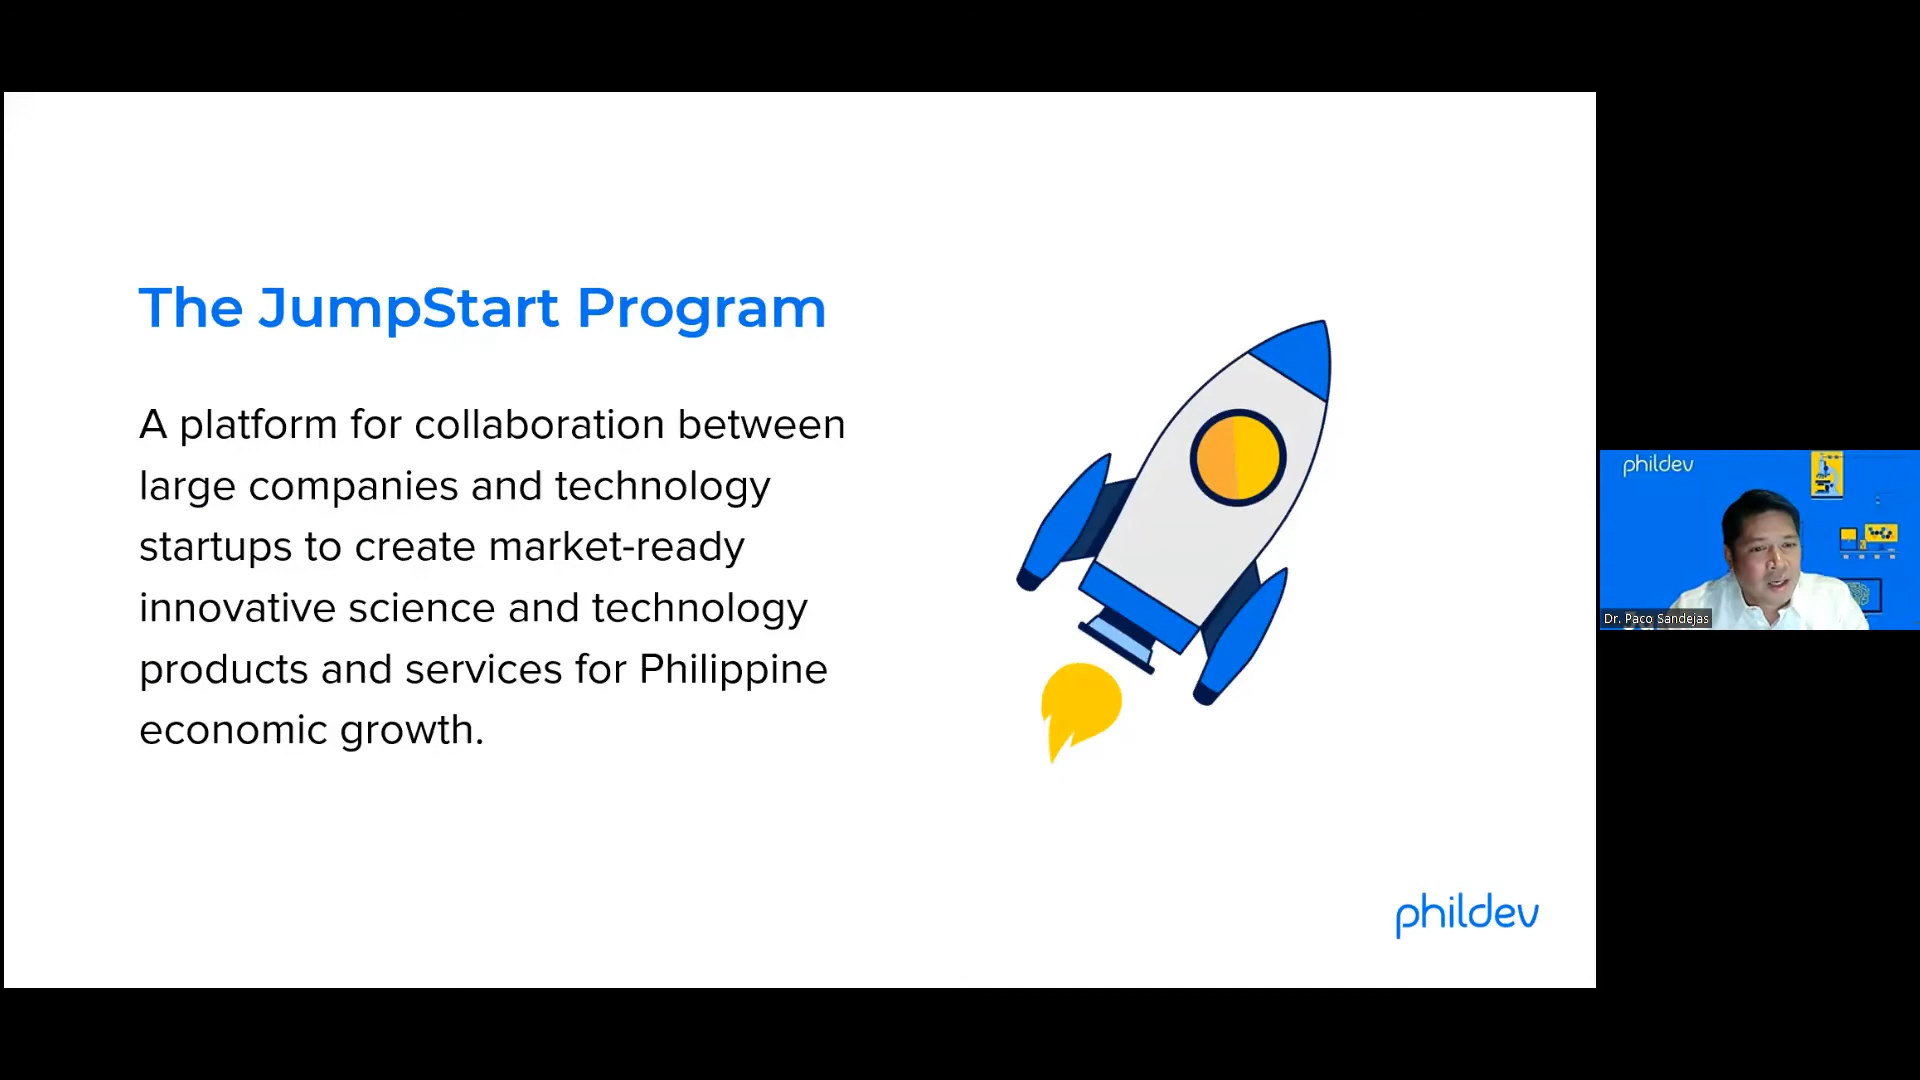 The JumpStart Program
A platform for collaboration between
large companies and technology
startups to create market-ready
innovative science and technology
products and services for Philippine
economic growth.
phildev
phildev
Dr. Paco Sandejas